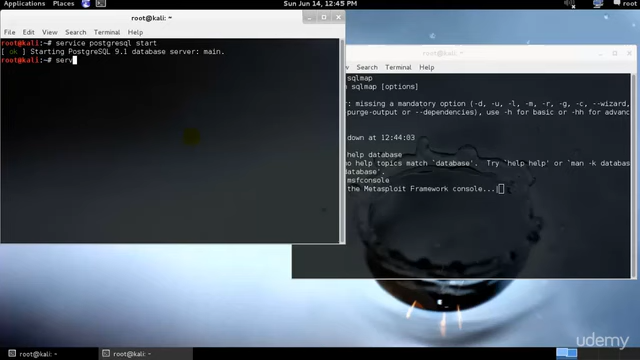 Applications Places
Sun Jun 14, 12:45 PM
root
root@kali: ~
File Edit View Search Terminal Help
root@kali:~# service postgresql start
[ ok ] Starting PostgreSQL 9.1 database server: main.
root@kali:~# serv
root@kali: ~
Search Terminal Help
sqlmap
sqlmap [options]
r: missing a mandatory option (-d, -u, -l, -m, -r, -g, -c, --wizard,
purge-output or --dependencies), use -h for basic or -hh for advanc
down at 12:44:03
help database
o help topics match `database'. Try `help help' or `man -k databas
atabase'.
msfconsole
the Metasploit Framework console...
root@kali: ~
root@kali: ~
udemy